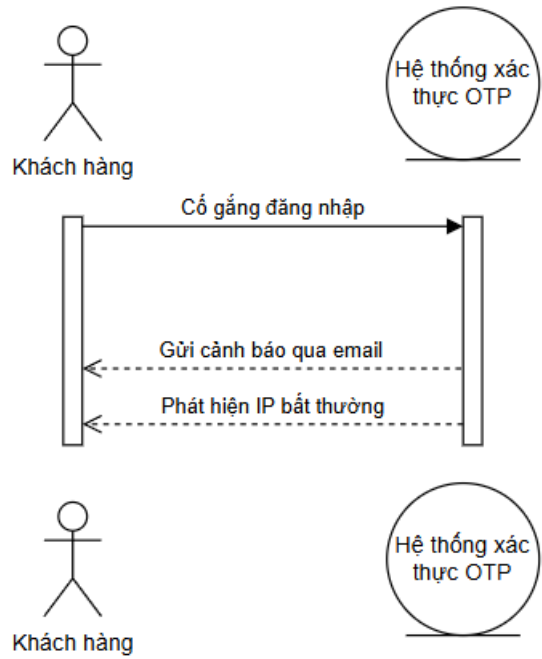 Hệ thống xác
thực OTP
Khách hàng
Cố gắng đăng nhập
Gửi cảnh báo qua email
Phát hiện IP bất thường
Hệ thống xác
thực OTP
Khách hàng